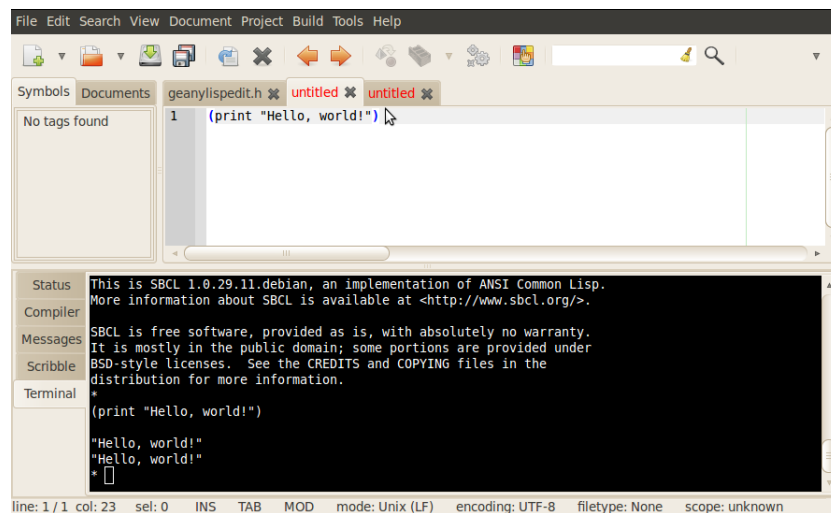 File Edit Search View Document Project Build Tools Help
Symbols Documents geanylispedit.h untitled untitled
No tags found
1 (print "Hello, world!")
Status
Compiler
Messages
Scribble
Terminal
This is SBCL 1.0.29.11.debian, an implementation of ANSI Common Lisp.
More information about SBCL is available at <http://www.sbcl.org/>.
SBCL is free software, provided as is, with absolutely no warranty.
It is mostly in the public domain; some portions are provided under
BSD-style licenses. See the CREDITS and COPYING files in the
distribution for more information.
*
(print "Hello, world!")
"Hello, world!"
"Hello, world!"
*
line: 1 / 1 col: 23 sel: 0 INS TAB MOD mode: Unix (LF) encoding: UTF-8 filetype: None scope: unknown